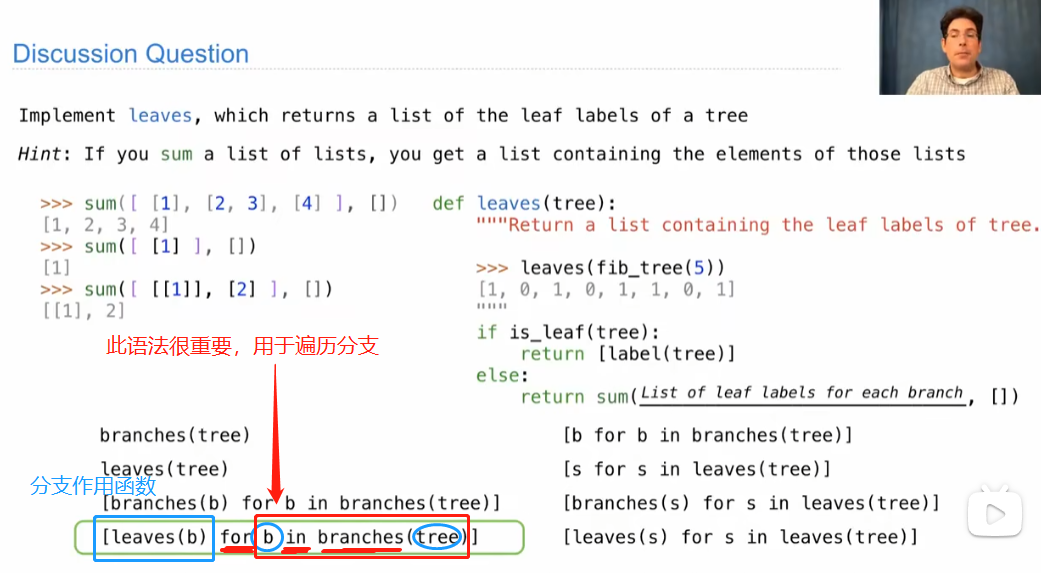 Discussion Question
Implement leaves, which returns a list of the leaf labels of a tree
Hint: If you sum a list of lists, you get a list containing the elements of those lists
>>> sum([ [1], [2, 3], [4] ], [])
[1, 2, 3, 4]
>>> sum([ [1] ], [])
[1]
>>> sum([ [[1]], [2] ], [])
[[1], 2]
def leaves(tree):
"""Return a list containing the leaf labels of tree.
>>> leaves(fib_tree(5))
[1, 0, 1, 0, 1, 1, 0, 1]
"""
if is_leaf(tree):
return [label(tree)]
else:
return sum(List of leaf labels for each branch, [])
此语法很重要，用于遍历分支
branches(tree)
leaves(tree)
分支作用函数
[branches(b) for b in branches(tree)]
[leaves(b) for b in branches(tree)]
[b for b in branches(tree)]
[s for s in leaves(tree)]
[branches(s) for s in leaves(tree)]
[leaves(s) for s in leaves(tree)]